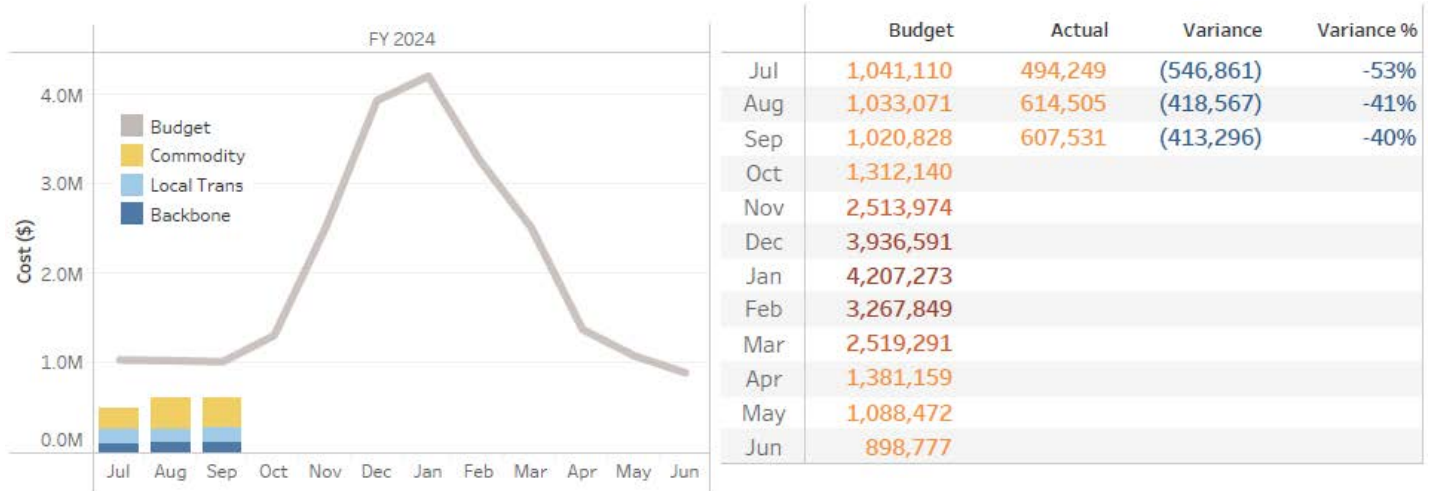 FY 2024
4.0M
3.0M
2.0M
1.0M
0.0M
Cost ($)
Budget
Commodity
Local Trans
Backbone
Jul Aug Sep Oct Nov Dec Jan Feb Mar Apr May Jun
Budget Actual Variance Variance %
Jul 1,041,110 494,249 (546,861) -53%
Aug 1,033,071 614,505 (418,567) -41%
Sep 1,020,828 607,531 (413,296) -40%
Oct 1,312,140
Nov 2,513,974
Dec 3,936,591
Jan 4,207,273
Feb 3,267,849
Mar 2,519,291
Apr 1,381,159
May 1,088,472
Jun 898,777